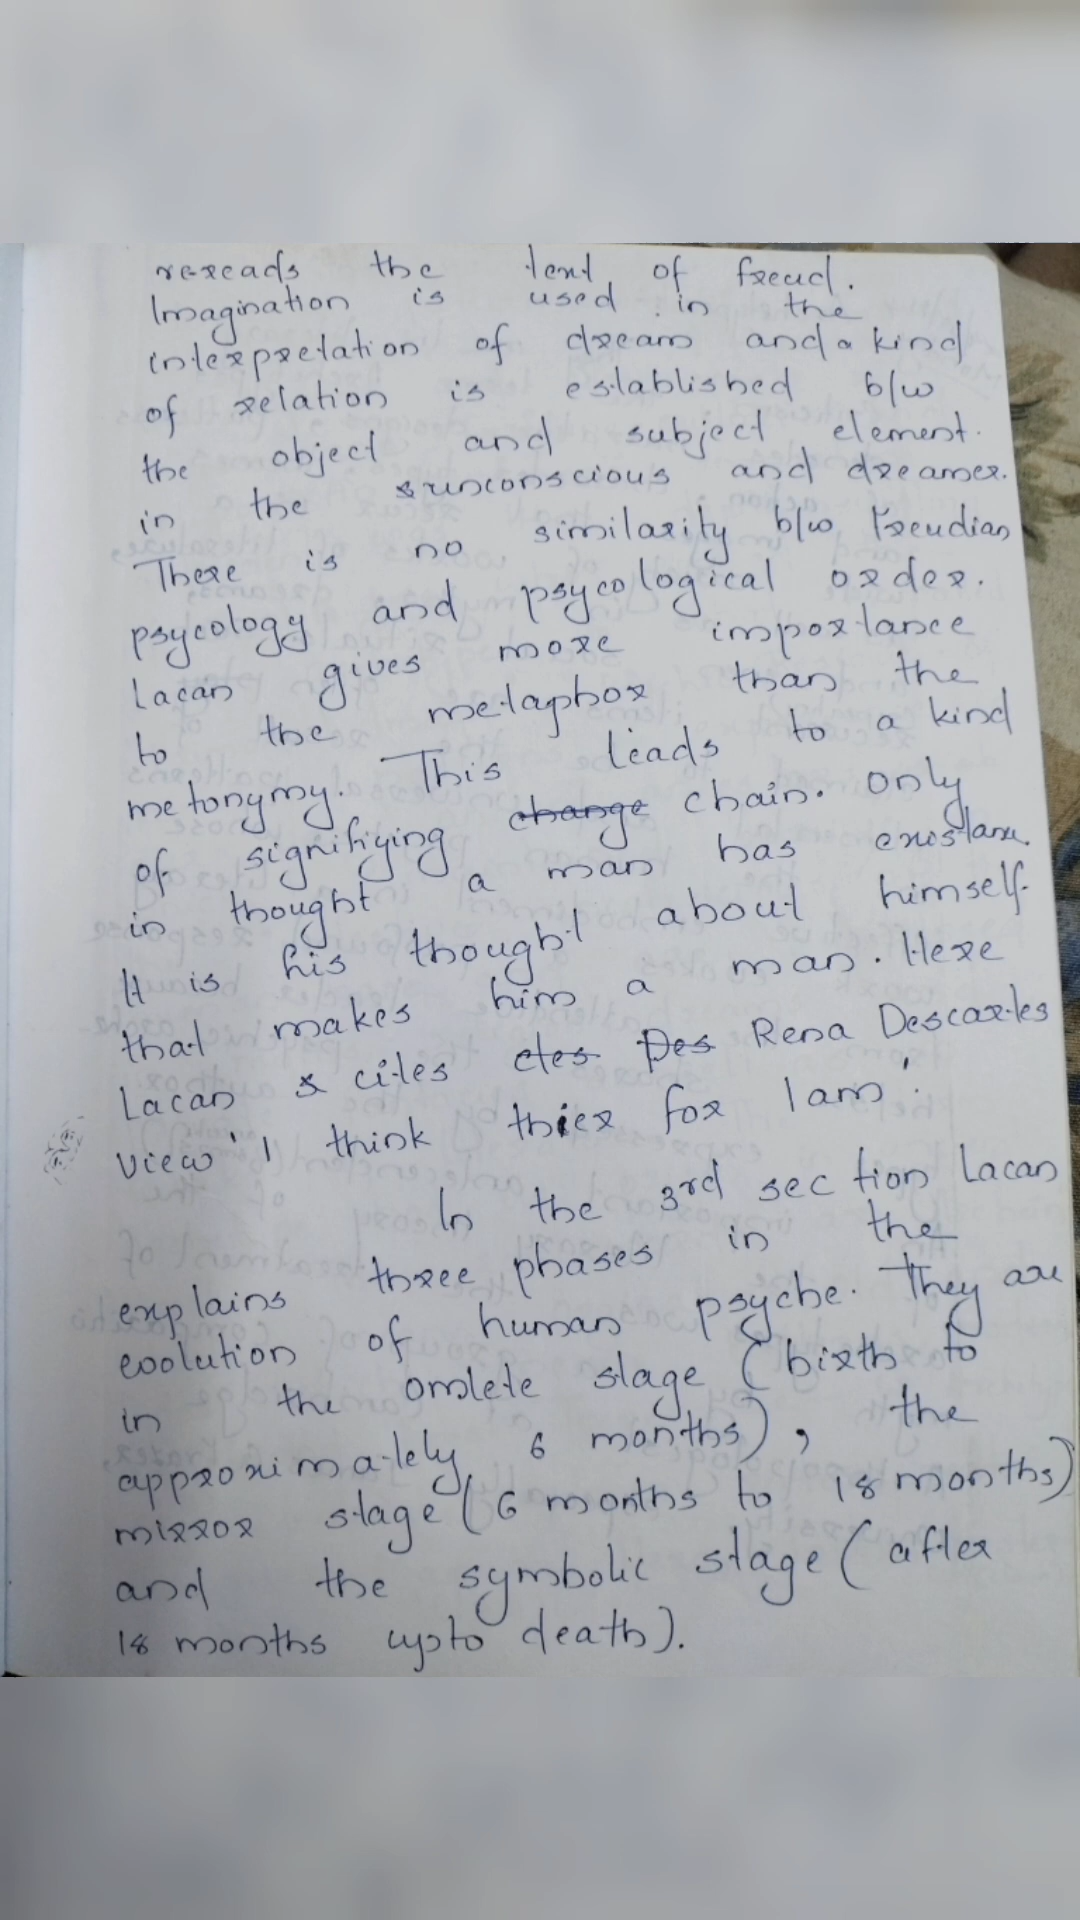 re-reads the text of freud.
Imagination is used in the
interpretation of dream and a kind
of relation is established b/w
the object and subject element.
in the unconscious and dreamer.
There is no similarity b/w Freudian
psycology and psycological order.
Lacan gives more importance
to the metaphor than the
metonymy. This leads to a kind
of signifiying change chain. Only
in thought a man has existance.
It is his thought about himself
that makes him a man. Here
Lacan cites ctes Des Rena Descartes
view 'I think thier for I am'.
In the 3rd section Lacan
explains three phases in the
evolution of human psyche. They are
in the omlete stage (birth to
approximately 6 months), the
mirror stage (6 months to 18 months)
and the symbolic stage (after
18 months upto death).